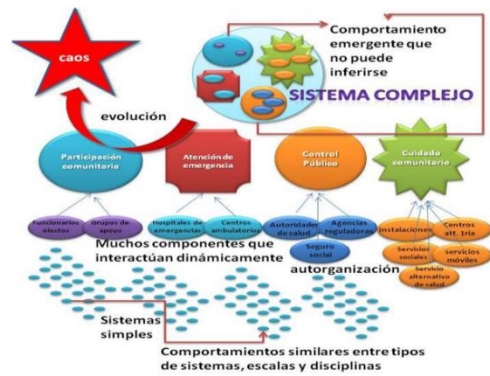 caos
Comportamiento
emergente que
no puede
inferirse
SISTEMA COMPLEJO
evolución
Participación
comunitaria
Atención de
emergencia
Control
Público
Cuidado
comunitario
Funcionarios
electos
Grupos de
apoyo
Hospitales de
emergencias
Centros
ambulatorios
Autoridades
de salud
Agencias
reguladoras
Seguro
social
Instalaciones
Centros
att. 1ria
Servicios
sociales
servicios
móviles
Servicio
alternativo
de salud
Muchos componentes que
interactúan dinámicamente
autorganización
Sistemas
simples
Comportamientos similares entre tipos
de sistemas, escalas y disciplinas